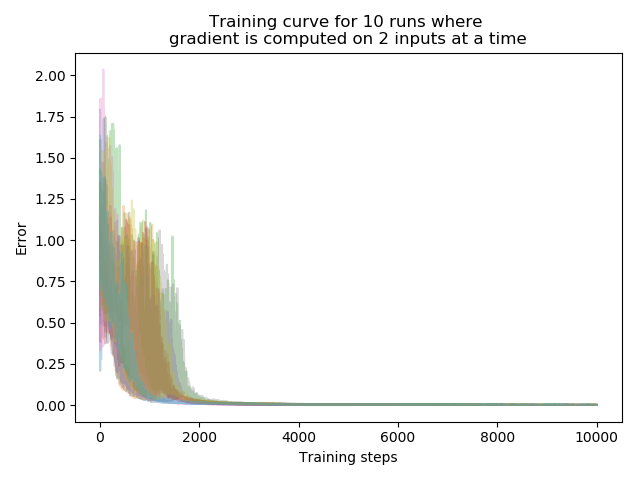 Training curve for 10 runs where
gradient is computed on 2 inputs at a time
2.00
1.75
1.50
1.25
1.00
0.75
0.50
0.25
0.00
Error
0 2000 4000 6000 8000 10000
Training steps